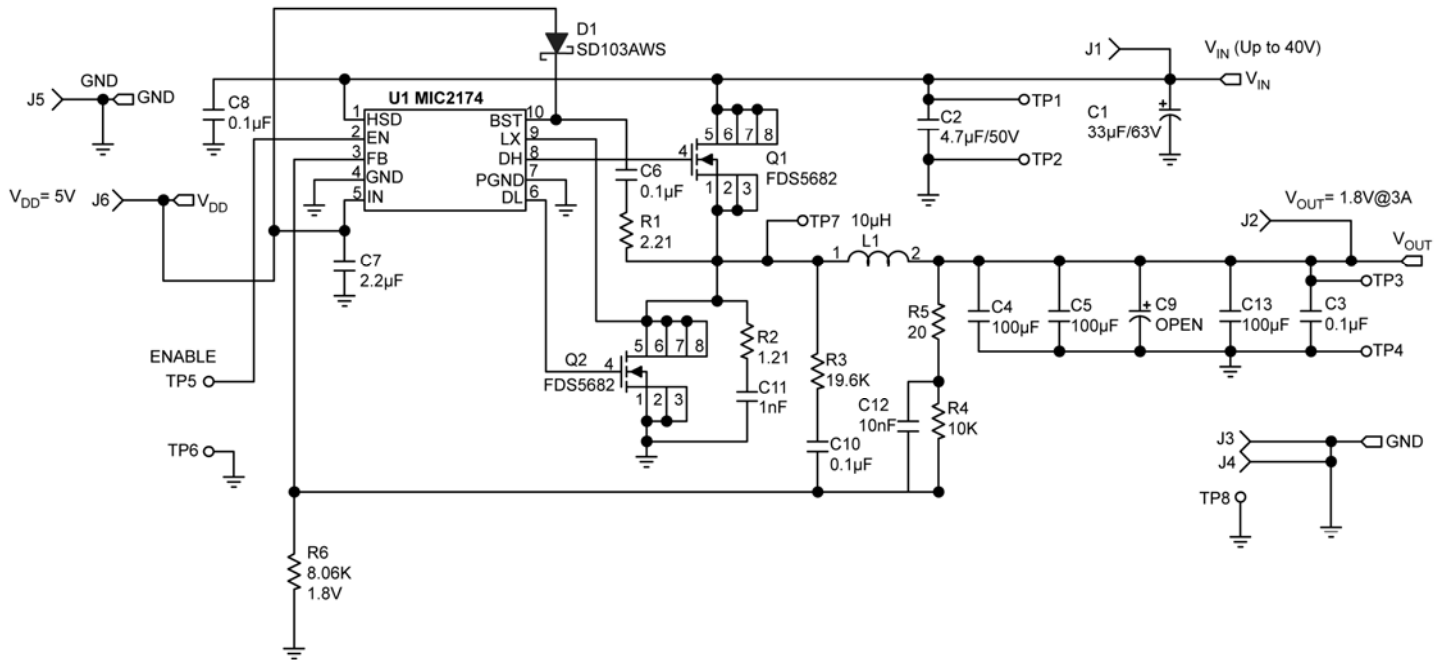 D1
SD103AWS
J1
V_IN (Up to 40V)
V_IN
J5
GND
GND
C8
0.1µF
U1 MIC2174
1 HSD
2 EN
3 FB
4 GND
5 IN
BST 10
LX 9
DH 8
PGND 7
DL 6
5 6 7 8
4
1 2 3
Q1
FDS5682
TP1
C2
4.7µF/50V
TP2
C1
33µF/63V
+
V_DD= 5V
J6
V_DD
C6
0.1µF
R1
2.21
TP7
10µH
L1
1
2
J2
V_OUT= 1.8V@3A
V_OUT
C7
2.2µF
TP3
R5
20
C4
100µF
C5
100µF
+
C9
OPEN
C13
100µF
C3
0.1µF
TP4
ENABLE
TP5
5 6 7 8
Q2
FDS5682
4
1 2 3
R2
1.21
C11
1nF
R3
19.6K
C12
10nF
R4
10K
C10
0.1µF
TP6
J3
J4
GND
TP8
R6
8.06K
1.8V